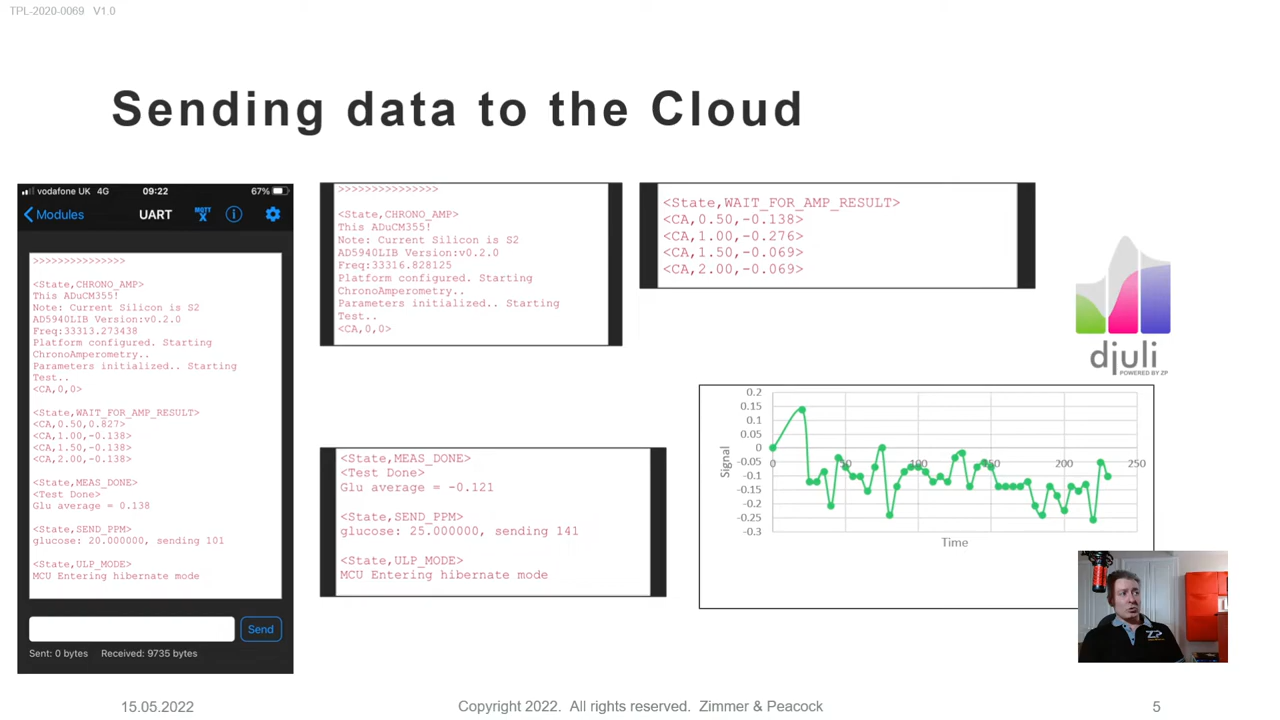 TPL-2020-0069 V1.0
Sending data to the Cloud
vodafone UK 4G 09:22 67%
Modules UART MQTT X i
>>>>>>>>>>>>>>>
<State,CHRONO_AMP>
This ADuCM355!
Note: Current Silicon is S2
AD5940LIB Version:v0.2.0
Freq:33313.273438
Platform configured. Starting
ChronoAmperometry..
Parameters initialized.. Starting
Test..
<CA,0,0>
<State,WAIT_FOR_AMP_RESULT>
<CA,0.50,0.827>
<CA,1.00,-0.138>
<CA,1.50,-0.138>
<CA,2.00,-0.138>
<State,MEAS_DONE>
<Test Done>
Glu average = 0.138
<State,SEND_PPM>
glucose: 20.000000, sending 101
<State,ULP_MODE>
MCU Entering hibernate mode
Send
Sent: 0 bytes Received: 9735 bytes
>>>>>>>>>>>>>>>
<State,CHRONO_AMP>
This ADuCM355!
Note: Current Silicon is S2
AD5940LIB Version:v0.2.0
Freq:33316.828125
Platform configured. Starting
ChronoAmperometry..
Parameters initialized.. Starting
Test..
<CA,0,0>
<State,WAIT_FOR_AMP_RESULT>
<CA,0.50,-0.138>
<CA,1.00,-0.276>
<CA,1.50,-0.069>
<CA,2.00,-0.069>
djuli
POWERED BY ZP
<State,MEAS_DONE>
<Test Done>
Glu average = -0.121
<State,SEND_PPM>
glucose: 25.000000, sending 141
<State,ULP_MODE>
MCU Entering hibernate mode
0.2
0.15
0.1
0.05
0
-0.05
-0.1
-0.15
-0.2
-0.25
-0.3
Signal
0 50 100 150 200 250
Time
ZP
15.05.2022 Copyright 2022. All rights reserved. Zimmer & Peacock 5